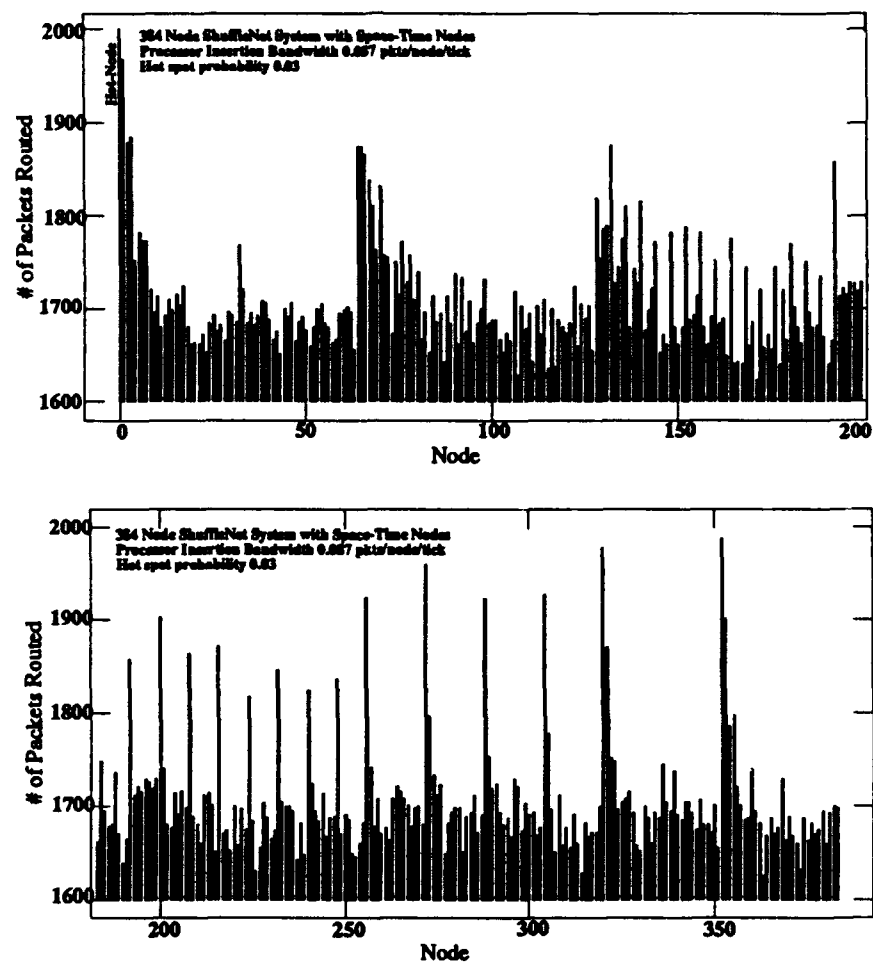 384 Node ShuffleNet System with Space-Time Nodes
Processor Insertion Bandwidth 0.087 pkts/node/tick
Hot spot probability 0.03
Hot-Node
# of Packets Routed
2000
1900
1800
1700
1600
0
50
100
150
200
Node
384 Node ShuffleNet System with Space-Time Nodes
Processor Insertion Bandwidth 0.087 pkts/node/tick
Hot spot probability 0.03
# of Packets Routed
2000
1900
1800
1700
1600
200
250
300
350
Node